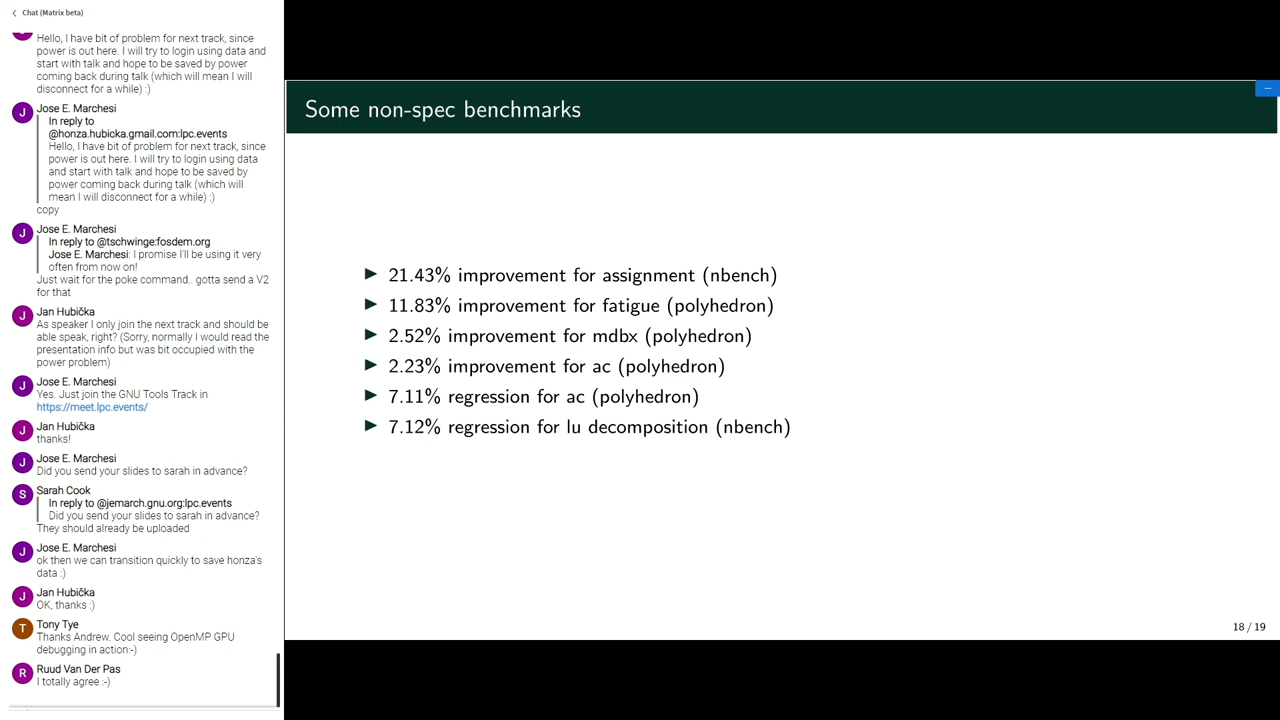 Chat (Matrix beta)
Hello, I have bit of problem for next track, since
power is out here. I will try to login using data and
start with talk and hope to be saved by power
coming back during talk (which will mean I will
disconnect for a while) :)
Jose E. Marchesi
In reply to
@honza.hubicka.gmail.com:lpc.events
Hello, I have bit of problem for next track, since
power is out here. I will try to login using data
and start with talk and hope to be saved by
power coming back during talk (which will
mean I will disconnect for a while) :)
copy
Jose E. Marchesi
In reply to @tschwinge:fosdem.org
Jose E. Marchesi: I promise I'll be using it very
often from now on!
Just wait for the poke command.. gotta send a V2
for that
Jan Hubička
As speaker I only join the next track and should be
able speak, right? (Sorry, normally I would read the
presentation info but was bit occupied with the
power problem)
Jose E. Marchesi
Yes. Just join the GNU Tools Track in
https://meet.lpc.events/
Jan Hubička
thanks!
Jose E. Marchesi
Did you send your slides to sarah in advance?
Sarah Cook
In reply to @jemarch.gnu.org:lpc.events
Did you send your slides to sarah in advance?
They should already be uploaded
Jose E. Marchesi
ok then we can transition quickly to save honza's
data :)
Jan Hubička
OK, thanks :)
Tony Tye
Thanks Andrew. Cool seeing OpenMP GPU
debugging in action:-)
Ruud Van Der Pas
I totally agree :-)
Some non-spec benchmarks
21.43% improvement for assignment (nbench)
11.83% improvement for fatigue (polyhedron)
2.52% improvement for mdbx (polyhedron)
2.23% improvement for ac (polyhedron)
7.11% regression for ac (polyhedron)
7.12% regression for lu decomposition (nbench)
18 / 19